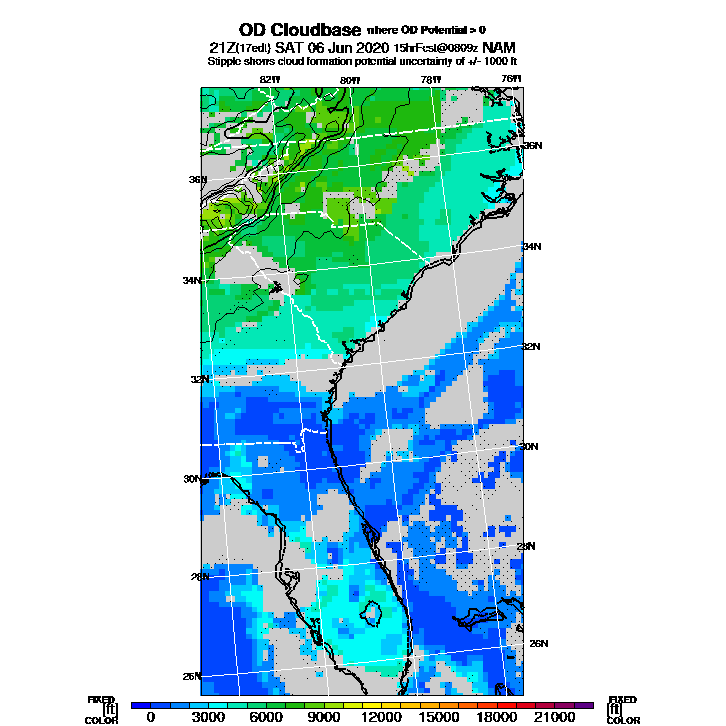 OD Cloudbase where OD Potential > 0
21Z(17edt) SAT 06 Jun 2020 15hrFcst@0809z NAM
Stipple shows cloud formation potential uncertainty of +/- 1000 ft
82W 80W 78W 76W
36N
36N
34N
34N
32N
32N
30N
30N
28N
28N
26N
26N
FIXED FIXED
[ft] [ft]
COLOR COLOR
0 3000 6000 9000 12000 15000 18000 21000